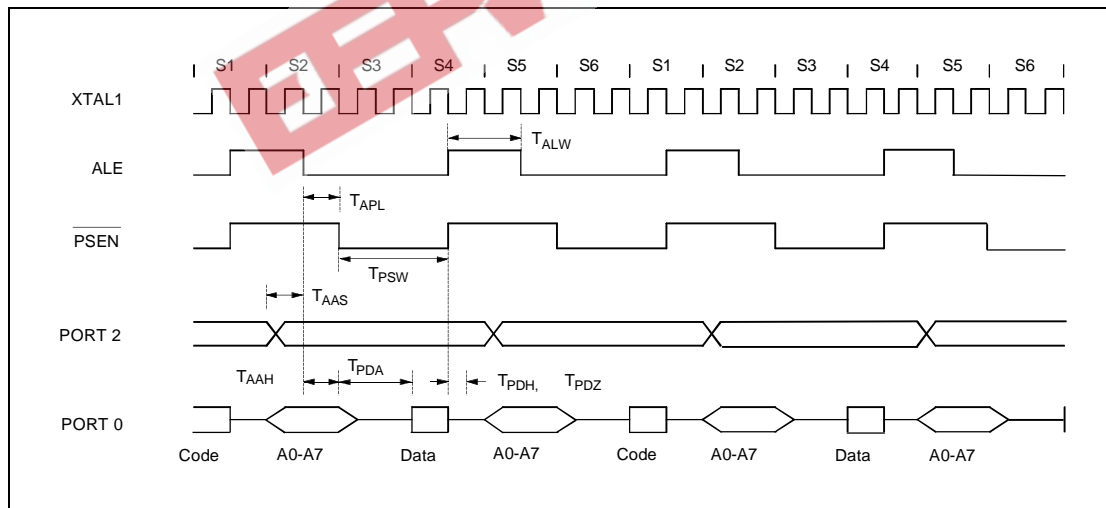 S1 S2 S3 S4 S5 S6 S1 S2 S3 S4 S5 S6
XTAL1
TALW
ALE
TAPL
PSEN
TPSW
TAAS
PORT 2
TAAH TPDA TPDH, TPDZ
PORT 0
Code A0-A7 Data A0-A7 Code A0-A7 Data A0-A7